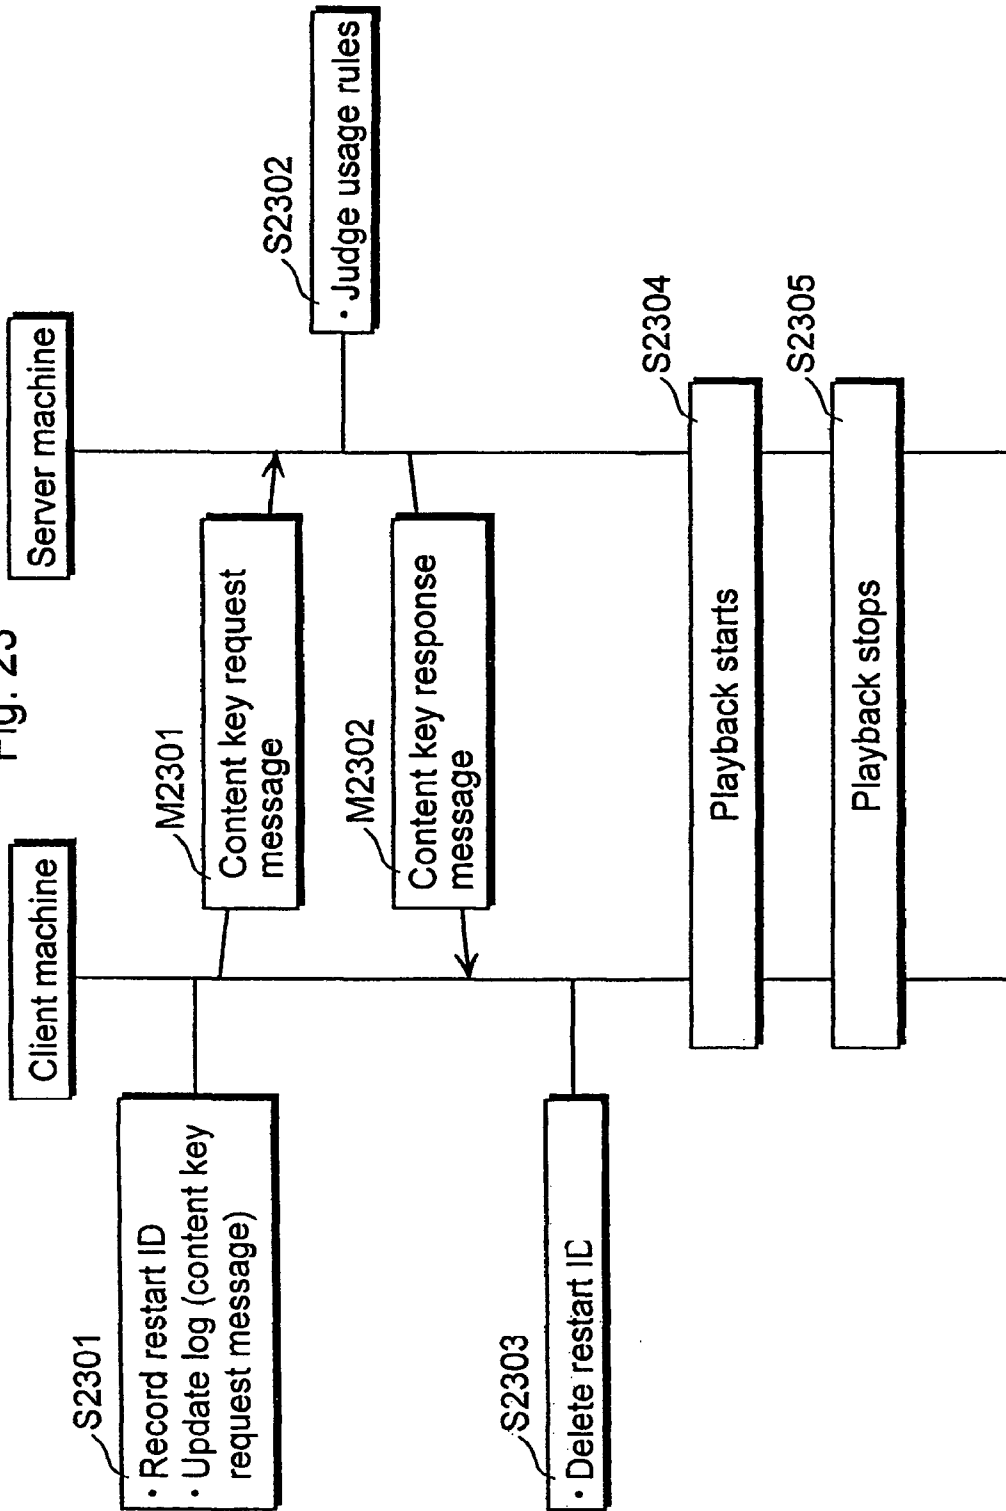 Fig. 23
Client machine
Server machine
S2301
• Record restart ID
• Update log (content key
request message)
M2301
Content key request
message
S2302
• Judge usage rules
M2302
Content key response
message
S2303
• Delete restart ID
S2304
Playback starts
S2305
Playback stops